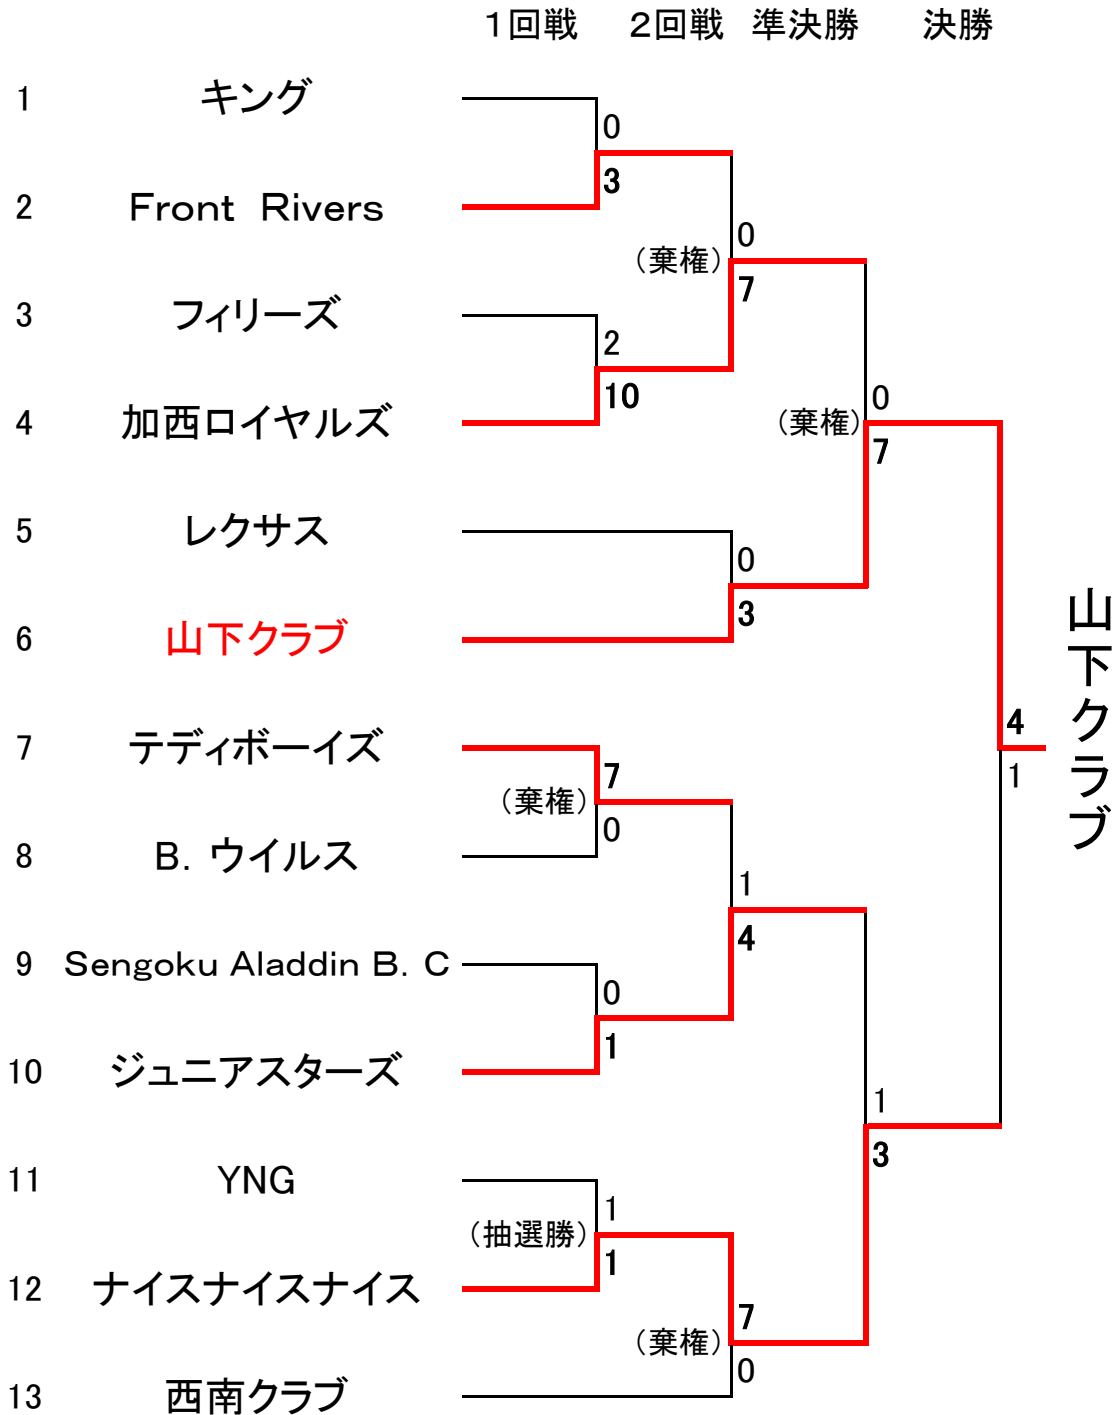 １回戦 ２回戦 準決勝 決勝
1 キング
0
3
2 Front Rivers
0
(棄権)
7
3 フィリーズ
2
10
4 加西ロイヤルズ
0
(棄権)
7
5 レクサス
0
3
6 山下クラブ
山下クラブ
4
1
7 テディボーイズ
7
(棄権)
0
8 B．ウイルス
1
4
9 Sengoku Aladdin B．C
0
1
10 ジュニアスターズ
1
3
11 YNG
1
(抽選勝)
1
12 ナイスナイスナイス
7
(棄権)
0
13 西南クラブ